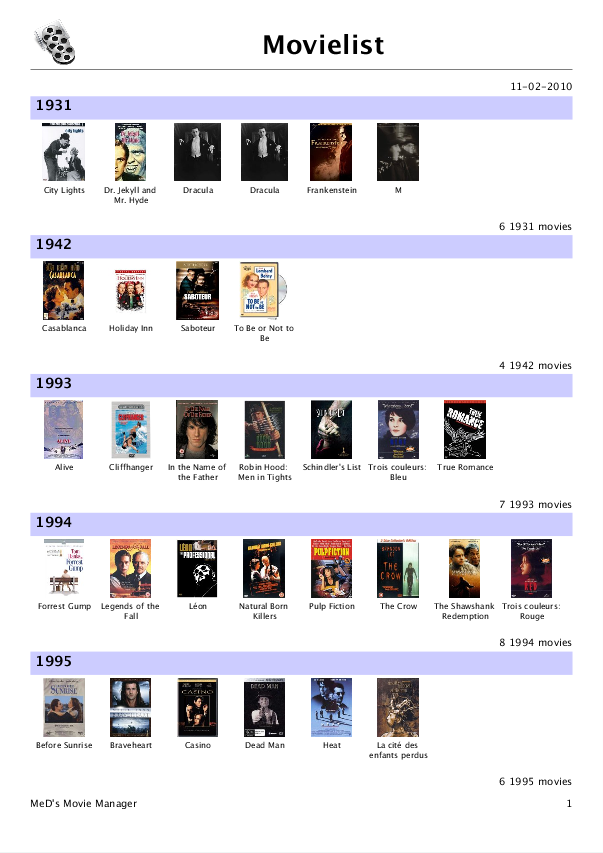 Movielist
11-02-2010
1931
City Lights
Dr. Jekyll and
Mr. Hyde
Dracula
Dracula
Frankenstein
M
6 1931 movies
1942
Casablanca
Holiday Inn
Saboteur
To Be or Not to
Be
4 1942 movies
1993
Alive
Cliffhanger
In the Name of
the Father
Robin Hood:
Men in Tights
Schindler's List
Trois couleurs:
Bleu
True Romance
7 1993 movies
1994
Forrest Gump
Legends of the
Fall
Léon
Natural Born
Killers
Pulp Fiction
The Crow
The Shawshank
Redemption
Trois couleurs:
Rouge
8 1994 movies
1995
Before Sunrise
Braveheart
Casino
Dead Man
Heat
La cité des
enfants perdus
6 1995 movies
MeD's Movie Manager
1